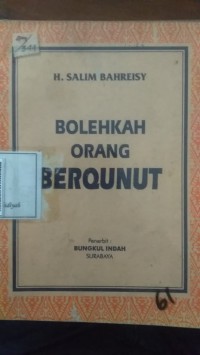 H. SALIM BAHREISY
BOLEHKAH
ORANG
BERQUNUT
Penerbit :
BUNGKUL INDAH
SURABAYA
61